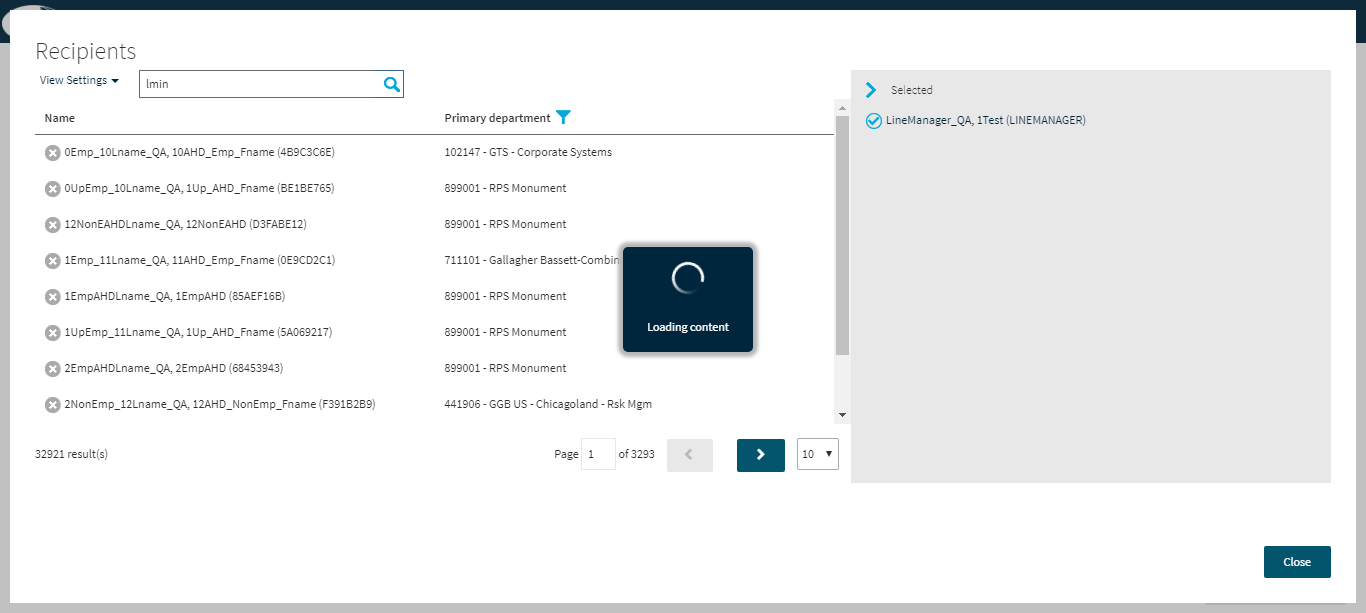 Recipients
View Settings
lmin
Selected
LineManager_QA, 1Test (LINEMANAGER)
Name Primary department
0Emp_10Lname_QA, 10AHD_Emp_Fname (4B9C3C6E) 102147 - GTS - Corporate Systems
0UpEmp_10Lname_QA, 1Up_AHD_Fname (BE1BE765) 899001 - RPS Monument
12NonEAHDLname_QA, 12NonEAHD (D3FABE12) 899001 - RPS Monument
1Emp_11Lname_QA, 11AHD_Emp_Fname (0E9CD2C1) 711101 - Gallagher Bassett-Combin
1EmpAHDLname_QA, 1EmpAHD (85AEF16B) 899001 - RPS Monument
1UpEmp_11Lname_QA, 1Up_AHD_Fname (5A069217) 899001 - RPS Monument
Loading content
2EmpAHDLname_QA, 2EmpAHD (68453943) 899001 - RPS Monument
2NonEmp_12Lname_QA, 12AHD_NonEmp_Fname (F391B2B9) 441906 - GGB US - Chicagoland - Rsk Mgm
32921 result(s) Page 1 of 3293 10
Close